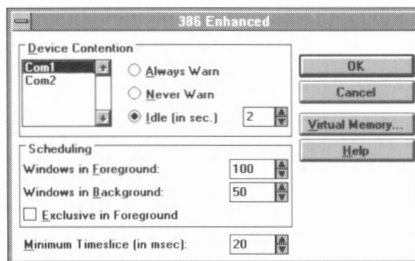 386 Enhanced
Device Contention
Com1
Com2
Always Warn
Never Warn
Idle (in sec.) 2
OK
Cancel
Virtual Memory...
Help
Scheduling
Windows in Foreground: 100
Windows in Background: 50
Exclusive in Foreground
Minimum Timeslice (in msec): 20